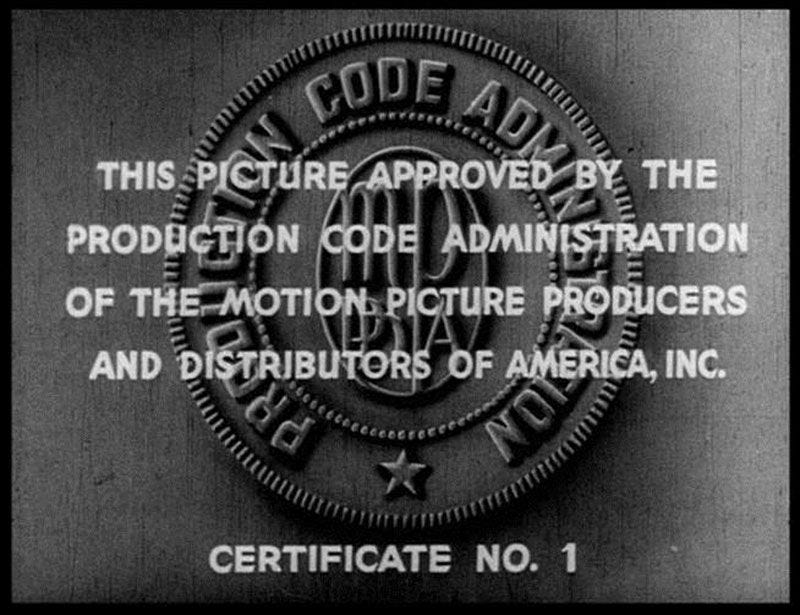 PRODUCTION CODE ADMINISTRATION
MPPDA
THIS PICTURE APPROVED BY THE
PRODUCTION CODE ADMINISTRATION
OF THE MOTION PICTURE PRODUCERS
AND DISTRIBUTORS OF AMERICA, INC.
CERTIFICATE NO. 1